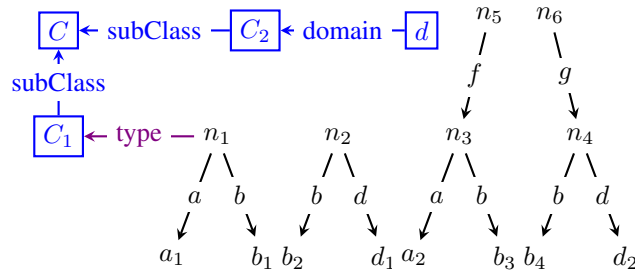 C subClass C₂ domain d n₅ n₆
subClass f g
C₁ type n₁ n₂ n₃ n₄
a b b d a b b d
a₁ b₁ b₂ d₁ a₂ b₃ b₄ d₂